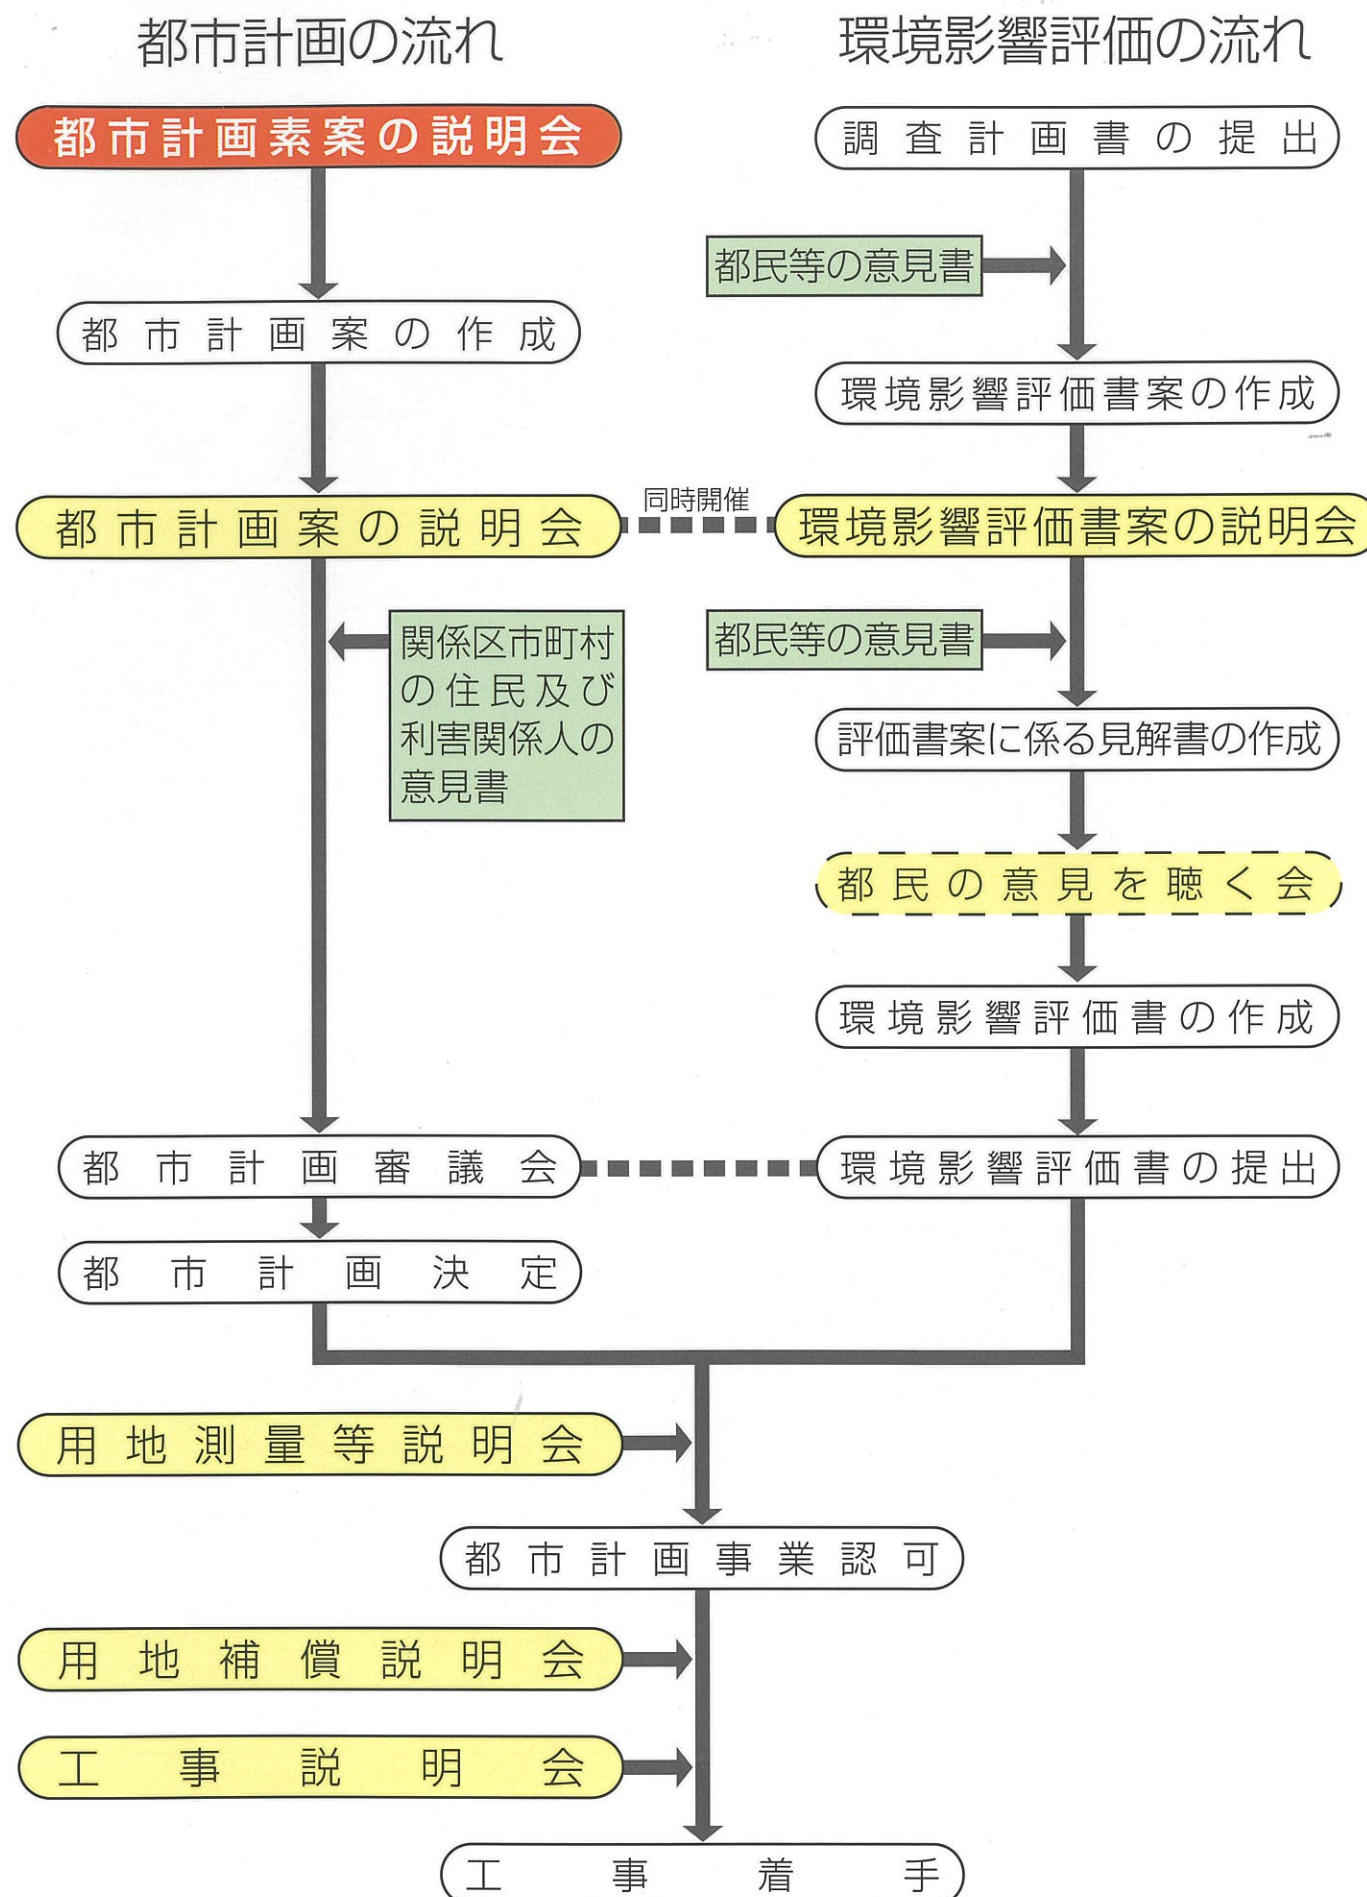 都市計画の流れ
都市計画素案の説明会
都市計画案の作成
都市計画案の説明会
同時開催
関係区市町村
の住民及び
利害関係人の
意見書
都市計画審議会
都市計画決定
環境影響評価の流れ
調査計画書の提出
都民等の意見書
環境影響評価書案の作成
環境影響評価書案の説明会
都民等の意見書
評価書案に係る見解書の作成
都民の意見を聴く会
環境影響評価書の作成
環境影響評価書の提出
用地測量等説明会
都市計画事業認可
用地補償説明会
工事説明会
工事着手